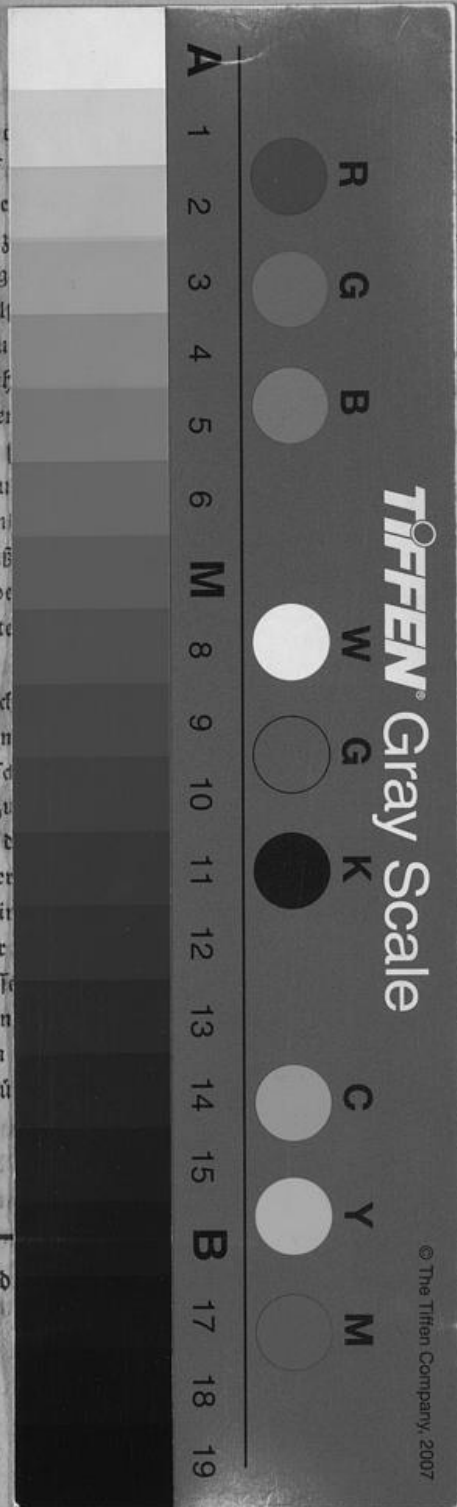 TIFFEN® Gray Scale
© The Tiffen Company, 2007
R G B W G K C Y M
A 1 2 3 4 5 6 M 8 9 10 11 12 13 14 15 B 17 18 19